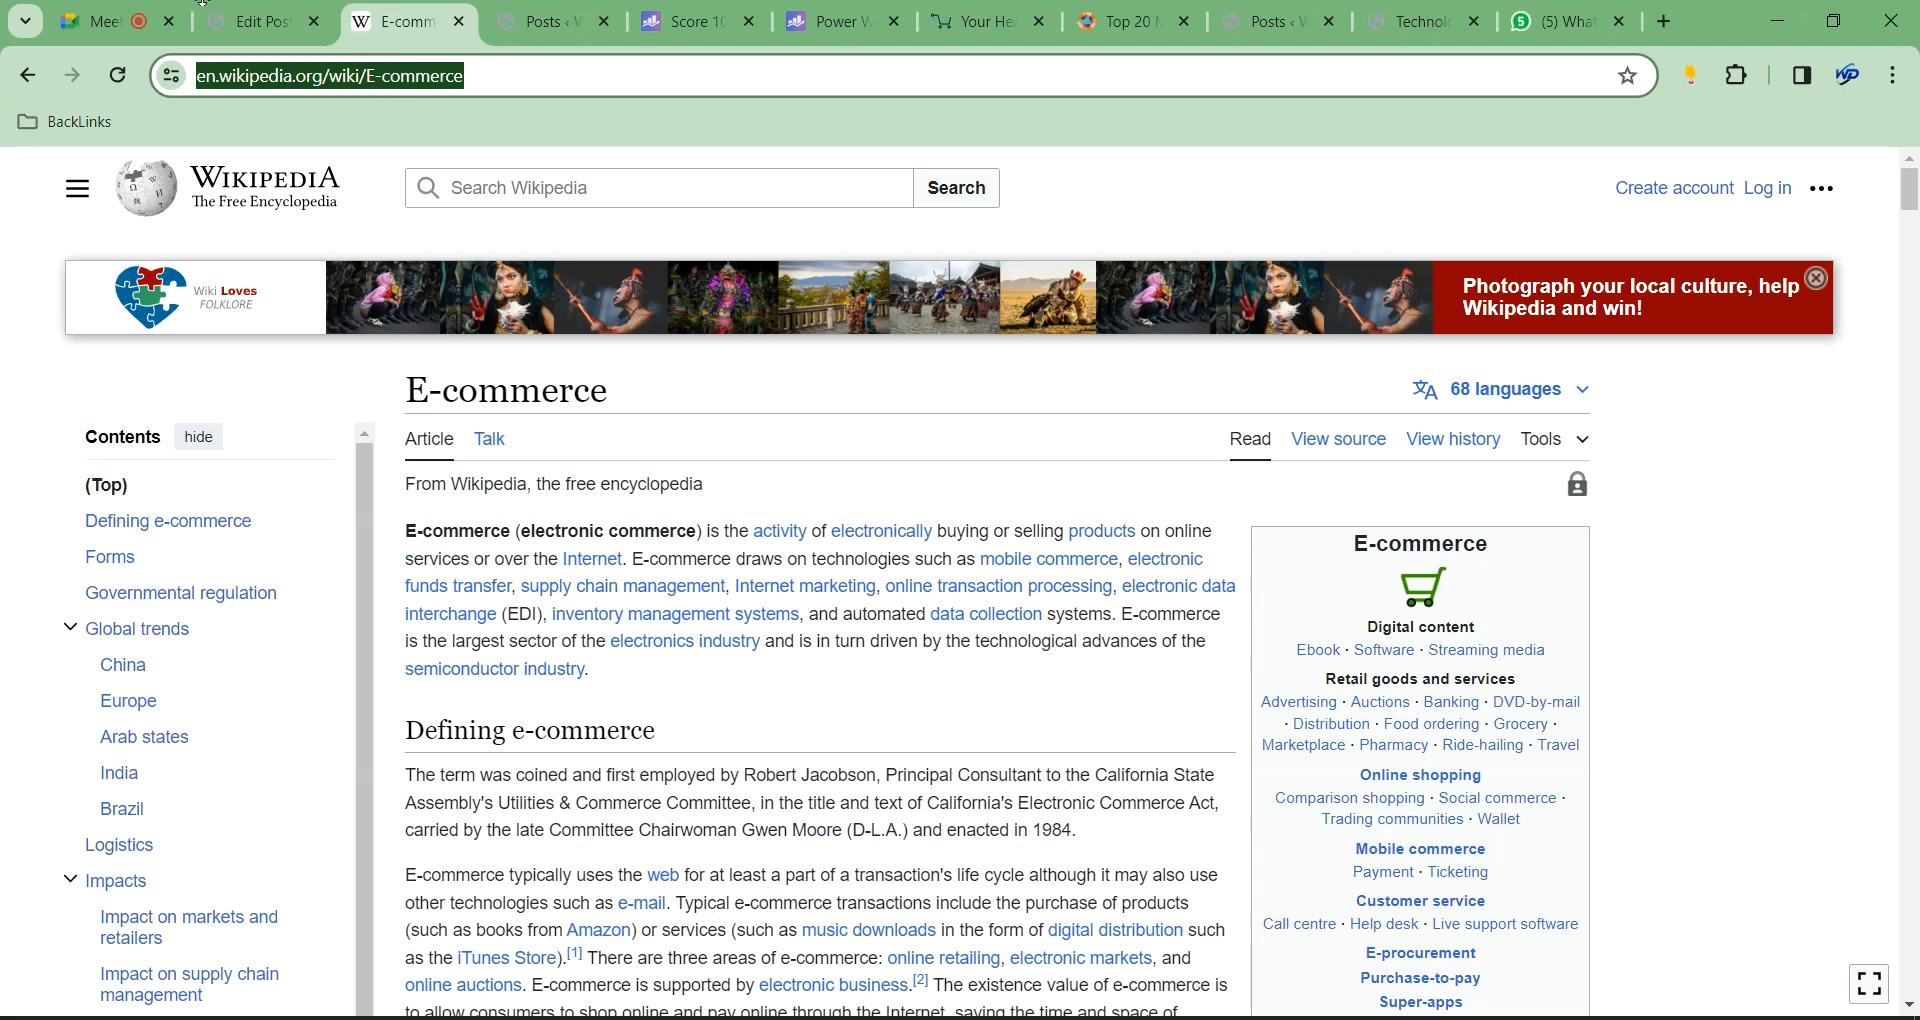 Meet
Edit Pos
E-comm
Posts ‹
Score 10
Power
Your He
Top 20
Posts ‹
Technol
(5) What
en.wikipedia.org/wiki/E-commerce
BackLinks
WIKIPEDIA
The Free Encyclopedia
Search Wikipedia
Search
Create account Log in
Wiki Loves
FOLKLORE
Photograph your local culture, help
Wikipedia and win!
E-commerce
68 languages
Contents hide
(Top)
Defining e-commerce
Forms
Governmental regulation
Global trends
China
Europe
Arab states
India
Brazil
Logistics
Impacts
Impact on markets and
retailers
Impact on supply chain
management
Article Talk
Read View source View history Tools
From Wikipedia, the free encyclopedia
E-commerce (electronic commerce) is the activity of electronically buying or selling products on online
services or over the Internet. E-commerce draws on technologies such as mobile commerce, electronic
funds transfer, supply chain management, Internet marketing, online transaction processing, electronic data
interchange (EDI), inventory management systems, and automated data collection systems. E-commerce
is the largest sector of the electronics industry and is in turn driven by the technological advances of the
semiconductor industry.
Defining e-commerce
The term was coined and first employed by Robert Jacobson, Principal Consultant to the California State
Assembly's Utilities & Commerce Committee, in the title and text of California's Electronic Commerce Act,
carried by the late Committee Chairwoman Gwen Moore (D-L.A.) and enacted in 1984.
E-commerce typically uses the web for at least a part of a transaction's life cycle although it may also use
other technologies such as e-mail. Typical e-commerce transactions include the purchase of products
(such as books from Amazon) or services (such as music downloads in the form of digital distribution such
as the iTunes Store).[1] There are three areas of e-commerce: online retailing, electronic markets, and
online auctions. E-commerce is supported by electronic business.[2] The existence value of e-commerce is
to allow consumers to shop online and pay online through the Internet, saving the time and space of
E-commerce
Digital content
Ebook · Software · Streaming media
Retail goods and services
Advertising · Auctions · Banking · DVD-by-mail
· Distribution · Food ordering · Grocery ·
Marketplace · Pharmacy · Ride-hailing · Travel
Online shopping
Comparison shopping · Social commerce ·
Trading communities · Wallet
Mobile commerce
Payment · Ticketing
Customer service
Call centre · Help desk · Live support software
E-procurement
Purchase-to-pay
Super-apps